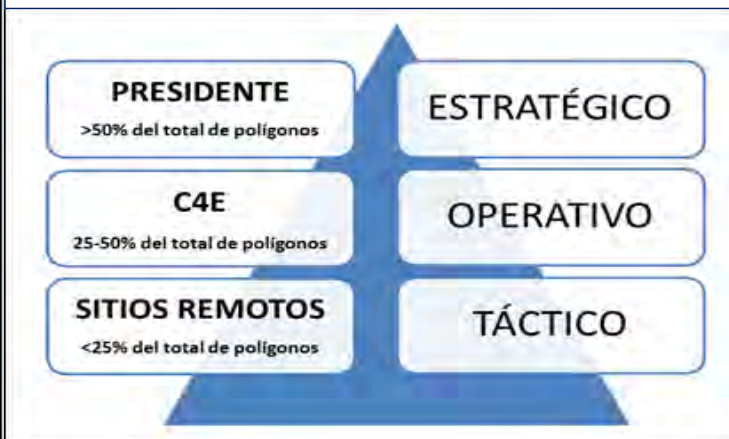 PRESIDENTE
>50% del total de polígonos
ESTRATÉGICO
C4E
25-50% del total de polígonos
OPERATIVO
SITIOS REMOTOS
<25% del total de polígonos
TÁCTICO